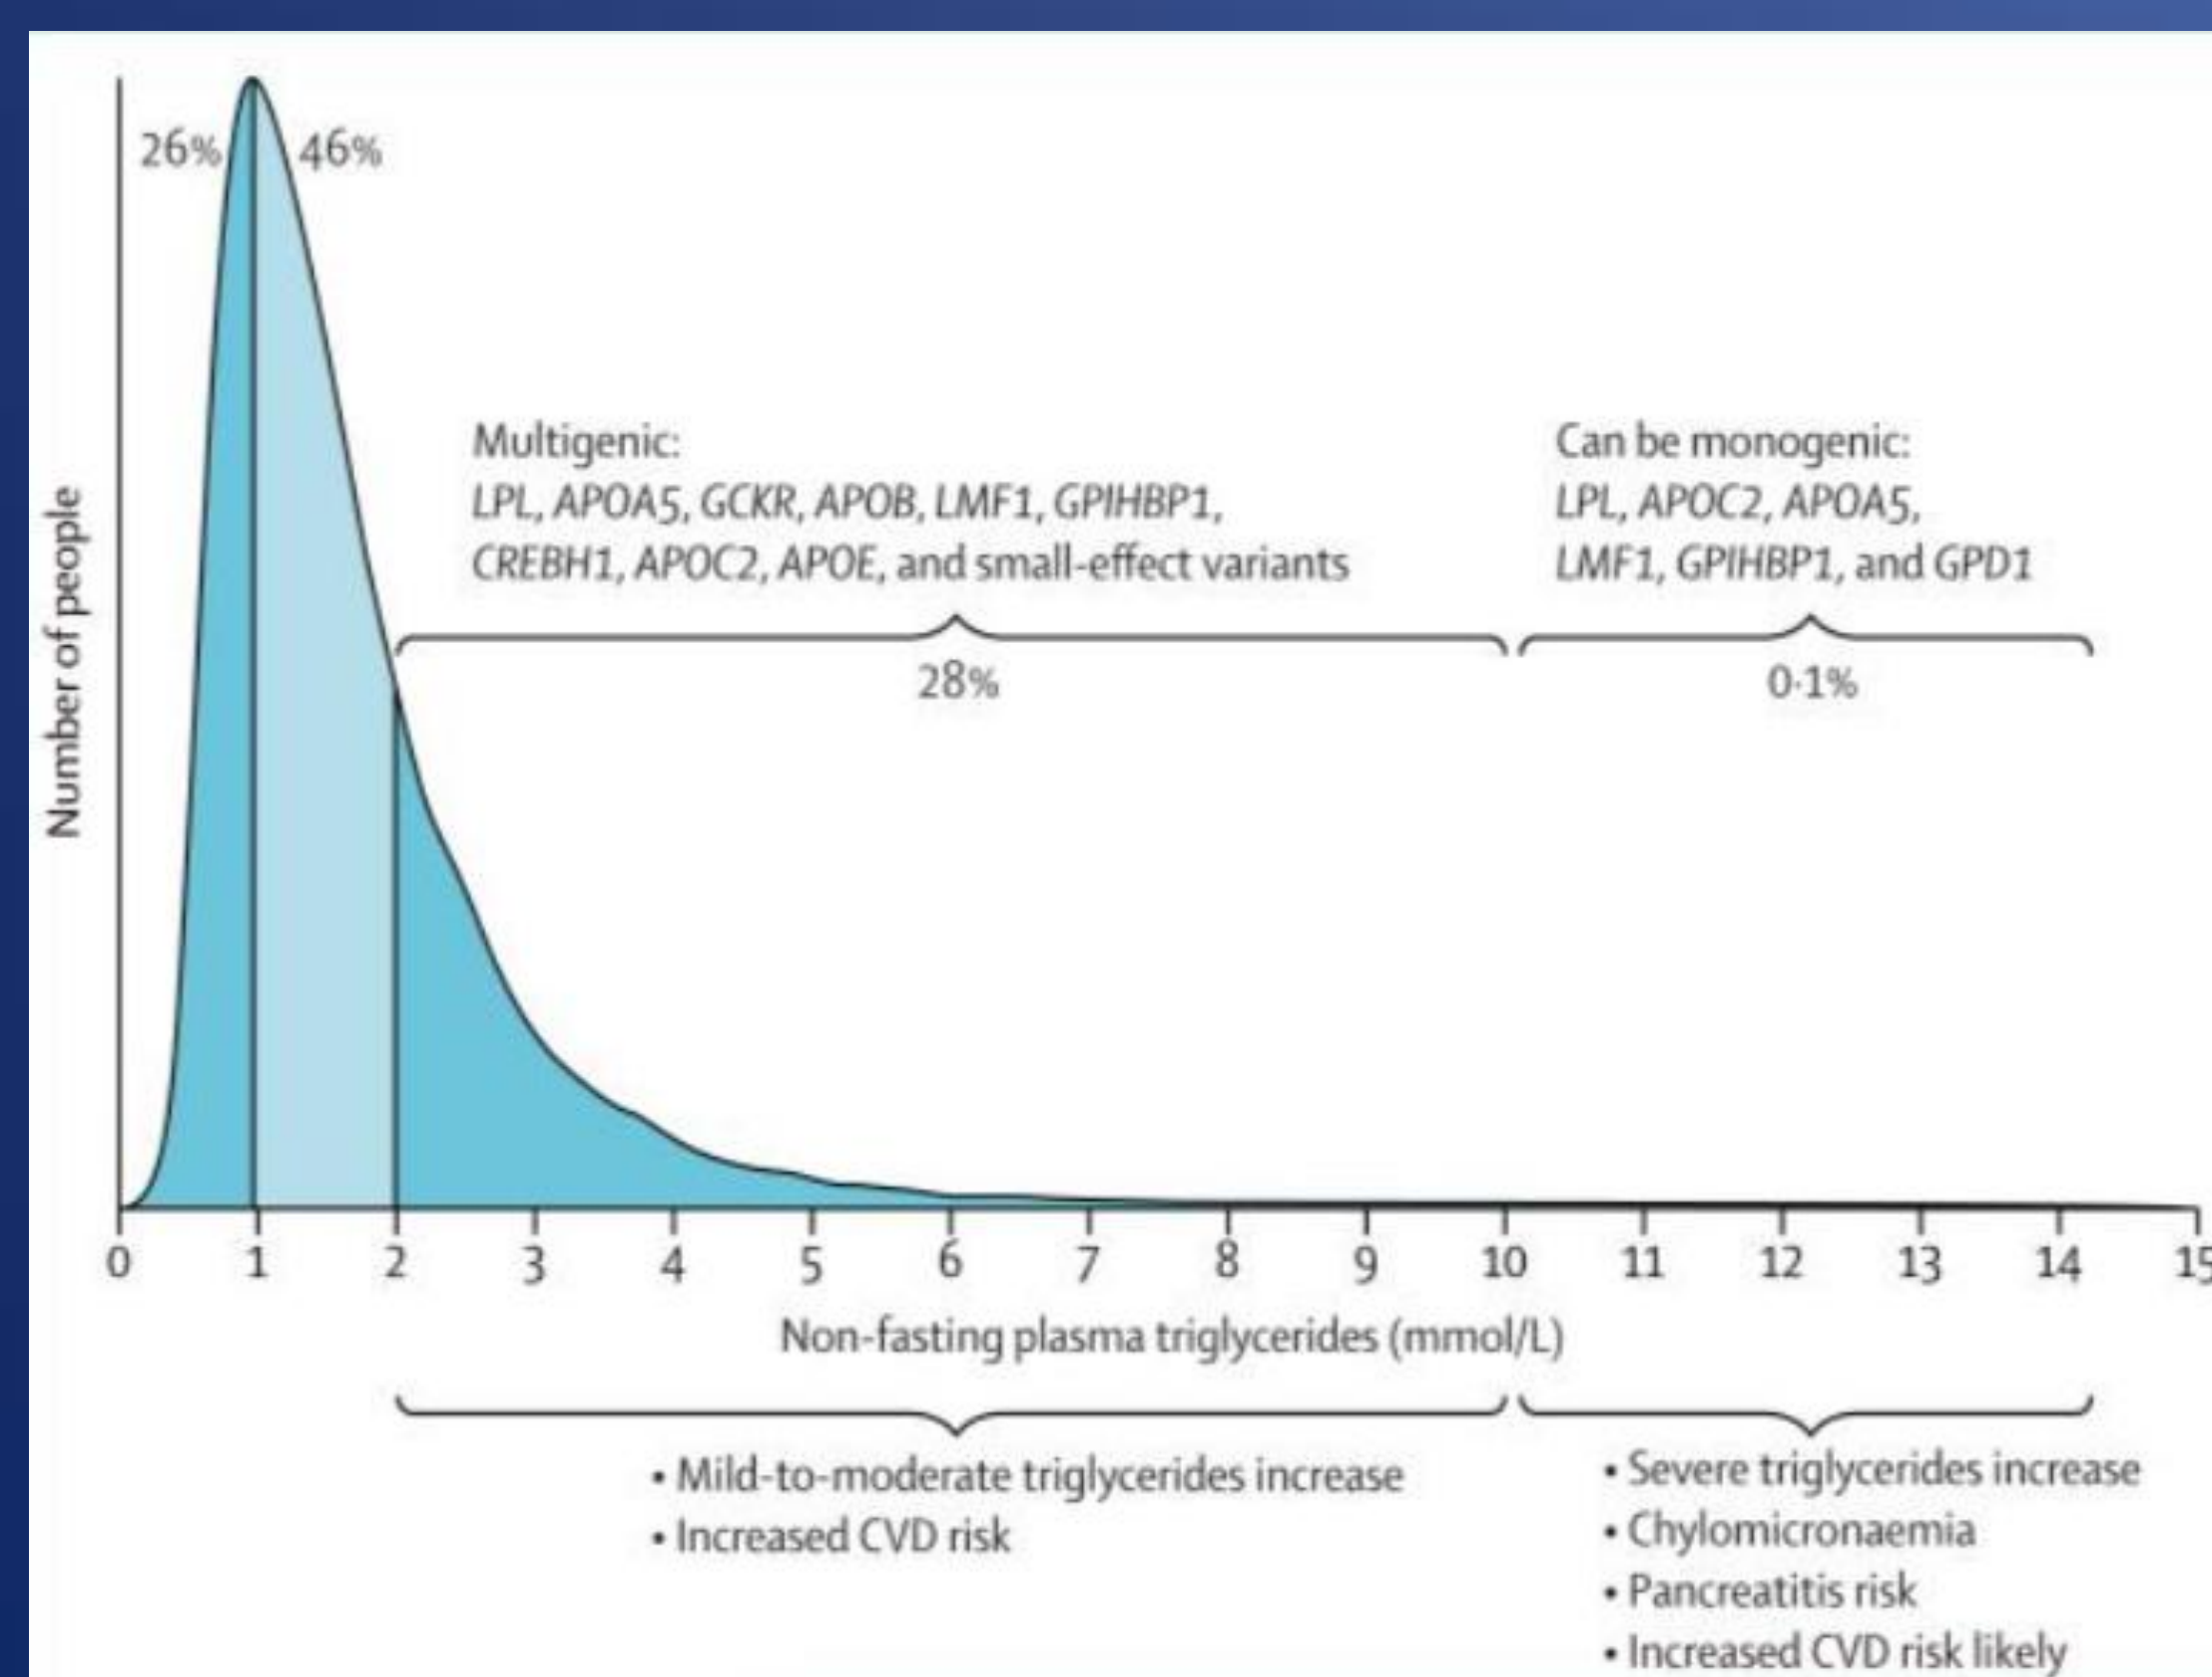 26%
46%
Multigenic:
LPL, APOA5, GCKR, APOB, LMF1, GPIHBP1,
CREBH1, APOC2, APOE, and small-effect variants
28%
Can be monogenic:
LPL, APOC2, APOA5,
LMF1, GPIHBP1, and GPD1
0·1%
Number of people
0 1 2 3 4 5 6 7 8 9 10 11 12 13 14 15
Non-fasting plasma triglycerides (mmol/L)
• Mild-to-moderate triglycerides increase
• Increased CVD risk
• Severe triglycerides increase
• Chylomicronaemia
• Pancreatitis risk
• Increased CVD risk likely